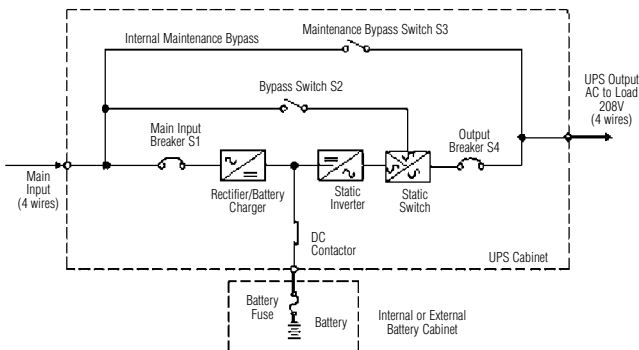 Internal Maintenance Bypass
Maintenance Bypass Switch S3
Bypass Switch S2
UPS Output
AC to Load
208V
(4 wires)
Main Input
Breaker S1
Output
Breaker S4
Main
Input
(4 wires)
Rectifier/Battery
Charger
Static
Inverter
Static
Switch
DC
Contactor
UPS Cabinet
Battery
Fuse
Battery
Internal or External
Battery Cabinet